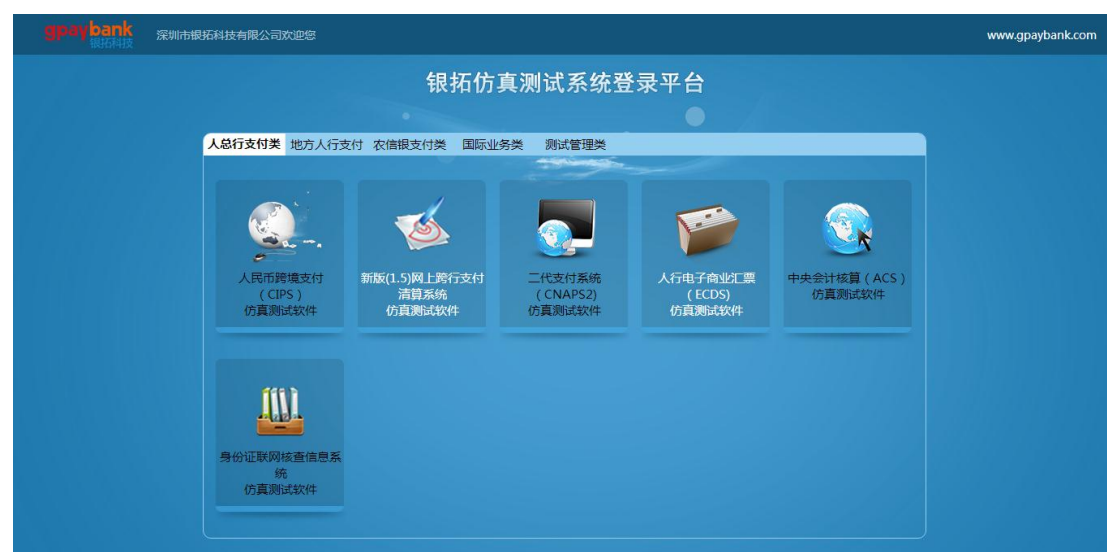 gpaybank
银拓科技
深圳市银拓科技有限公司欢迎您
www.gpaybank.com
银拓仿真测试系统登录平台
人总行支付类 地方人行支付 农信银支付类 国际业务类 测试管理类
人民币跨境支付
（CIPS）
仿真测试软件
新版(1.5)网上跨行支付
清算系统
仿真测试软件
二代支付系统
（CNAPS2)
仿真测试软件
人行电子商业汇票
（ECDS)
仿真测试软件
中央会计核算（ACS）
仿真测试软件
身份证联网核查信息系
统
仿真测试软件